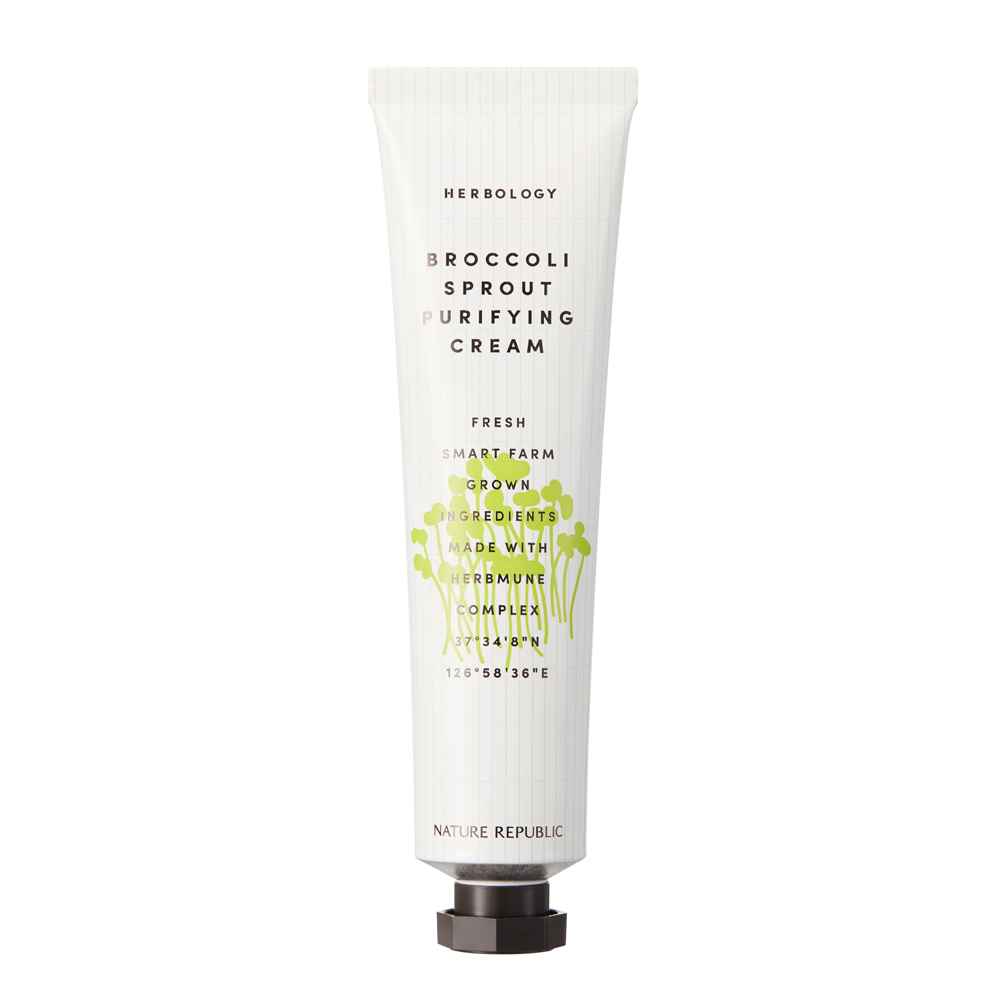 HERBOLOGY
BROCCOLI
SPROUT
PURIFYING
CREAM
FRESH
SMART FARM
GROWN
INGREDIENTS
MADE WITH
HERBMUNE
COMPLEX
37°34'8"N
126°58'36"E
NATURE REPUBLIC